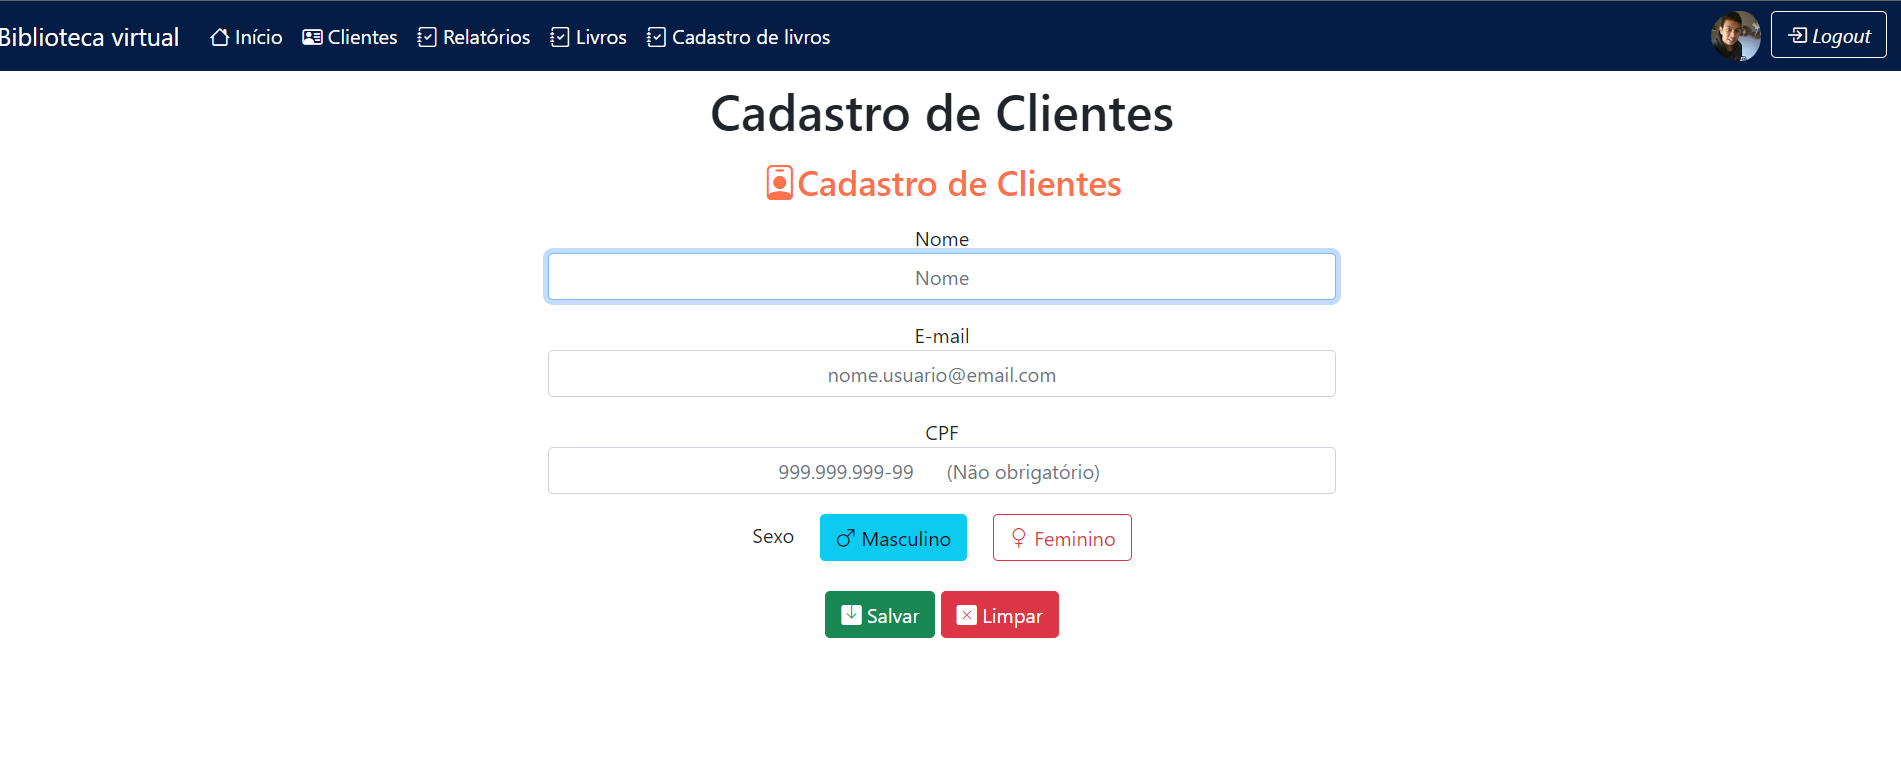 Biblioteca virtual Início Clientes Relatórios Livros Cadastro de livros Logout
Cadastro de Clientes
Cadastro de Clientes
Nome
Nome
E-mail
nome.usuario@email.com
CPF
999.999.999-99 (Não obrigatório)
Sexo Masculino Feminino
Salvar Limpar